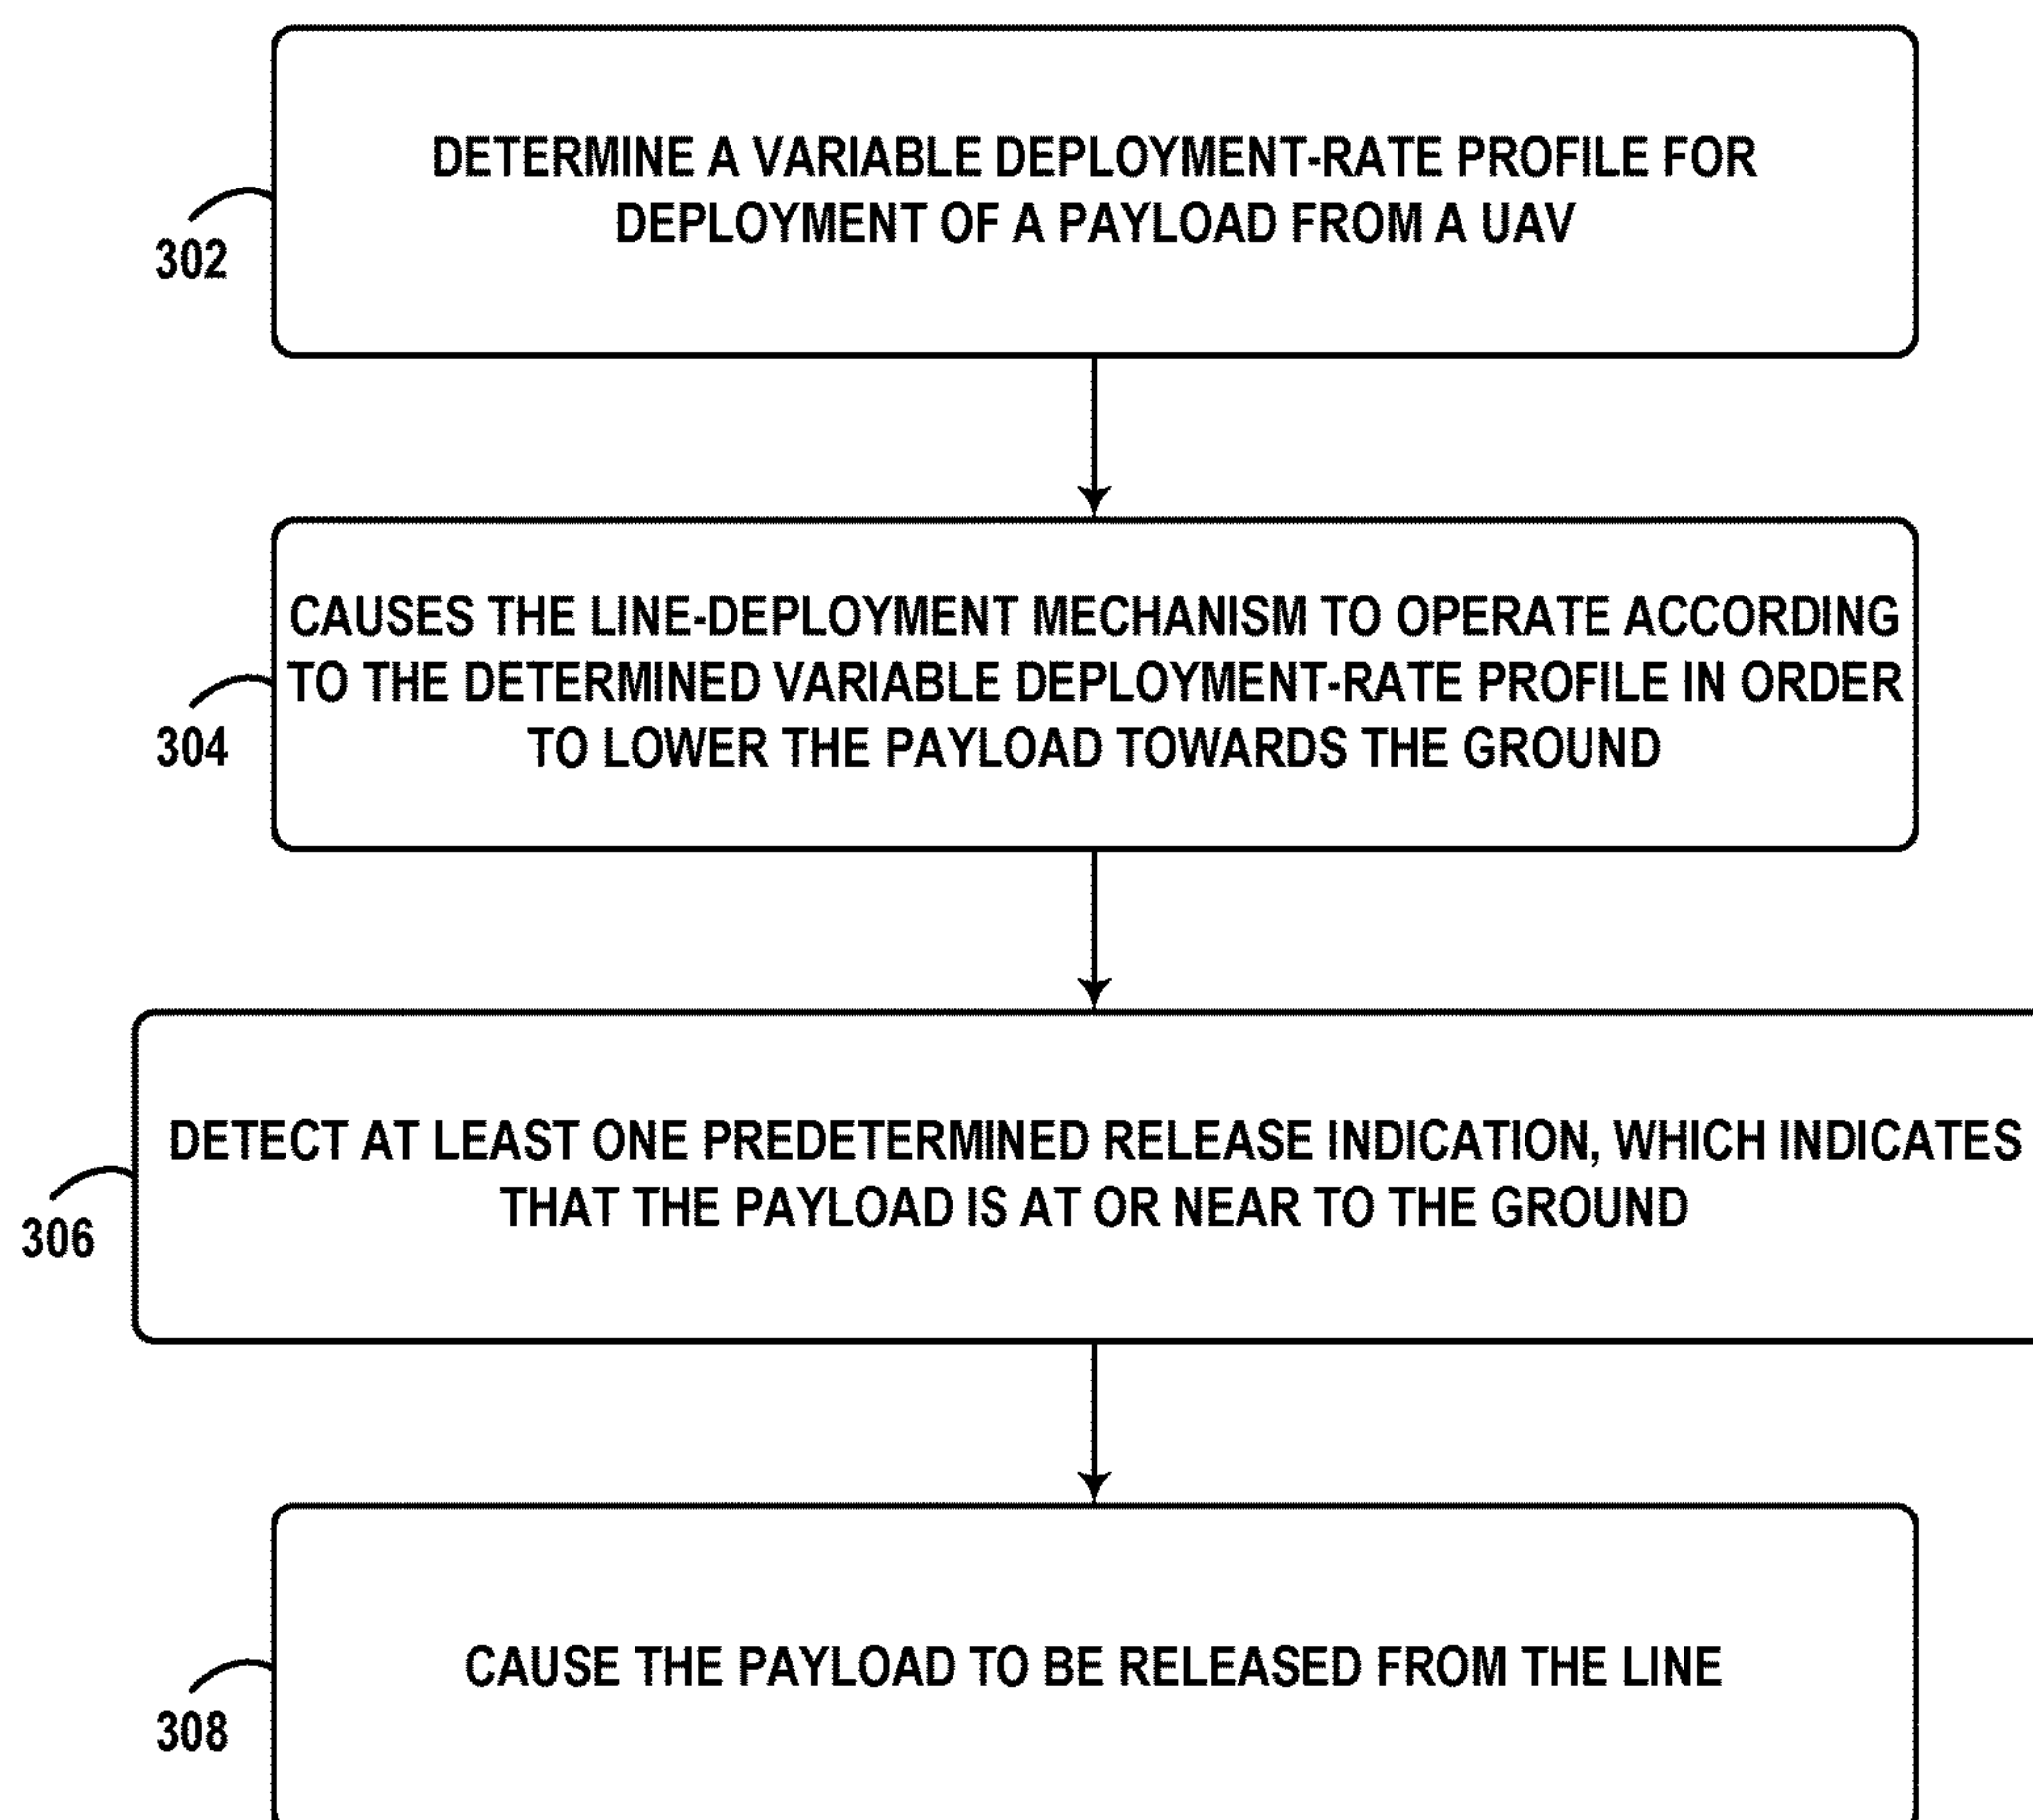 DETERMINE A VARIABLE DEPLOYMENT-RATE PROFILE FOR
DEPLOYMENT OF A PAYLOAD FROM A UAV
302
CAUSES THE LINE-DEPLOYMENT MECHANISM TO OPERATE ACCORDING
TO THE DETERMINED VARIABLE DEPLOYMENT-RATE PROFILE IN ORDER
TO LOWER THE PAYLOAD TOWARDS THE GROUND
304
DETECT AT LEAST ONE PREDETERMINED RELEASE INDICATION, WHICH INDICATES
THAT THE PAYLOAD IS AT OR NEAR TO THE GROUND
306
CAUSE THE PAYLOAD TO BE RELEASED FROM THE LINE
308